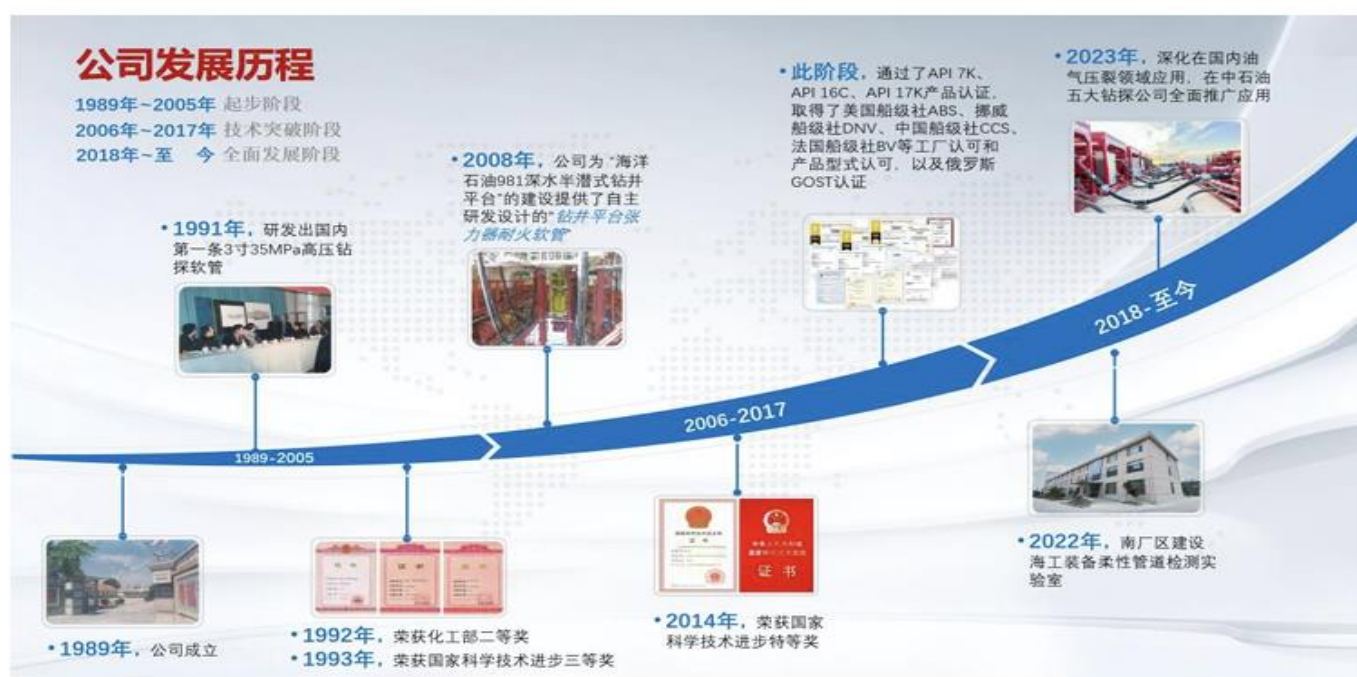 公司发展历程
1989年~2005年 起步阶段
2006年~2017年 技术突破阶段
2018年~至 今 全面发展阶段
•1991年，研发出国内
第一条3寸35MPa高压钻
探软管
•2008年，公司为“海洋
石油981深水半潜式钻井
平台”的建设提供了自主
研发设计的“钻井平台张
力器耐火软管”
•此阶段，通过了API 7K、
API 16C、API 17K产品认证，
取得了美国船级社ABS、挪威
船级社DNV、中国船级社CCS、
法国船级社BV等工厂认可和
产品型式认可，以及俄罗斯
GOST认证
•2023年，深化在国内油
气压裂领域应用，在中石油
五大钻探公司全面推广应用
1989-2005
2006-2017
2018-至今
•1989年，公司成立
•1992年，荣获化工部二等奖
•1993年，荣获国家科学技术进步三等奖
证书
证书
•2014年，荣获国家
科学技术进步特等奖
•2022年，南厂区建设
海工装备柔性管道检测实
验室